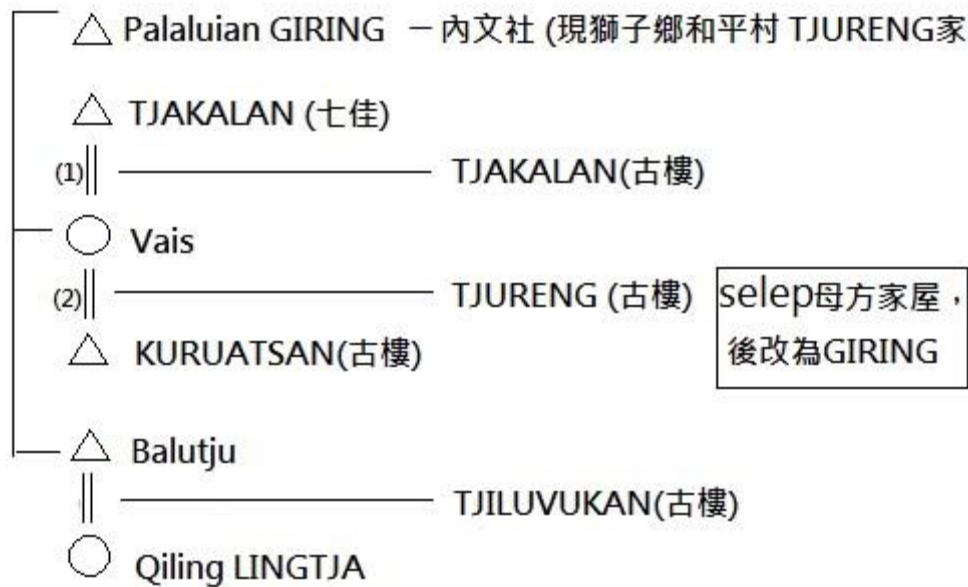 Palaluian GIRING －內文社 (現獅子鄉和平村 TJURENG家
TJAKALAN (七佳)
(1) TJAKALAN(古樓)
Vais
(2) TJURENG (古樓) selep母方家屋，
後改為GIRING
KURUATSAN(古樓)
Balutju
TJILUVUKAN(古樓)
Qiling LINGTJA